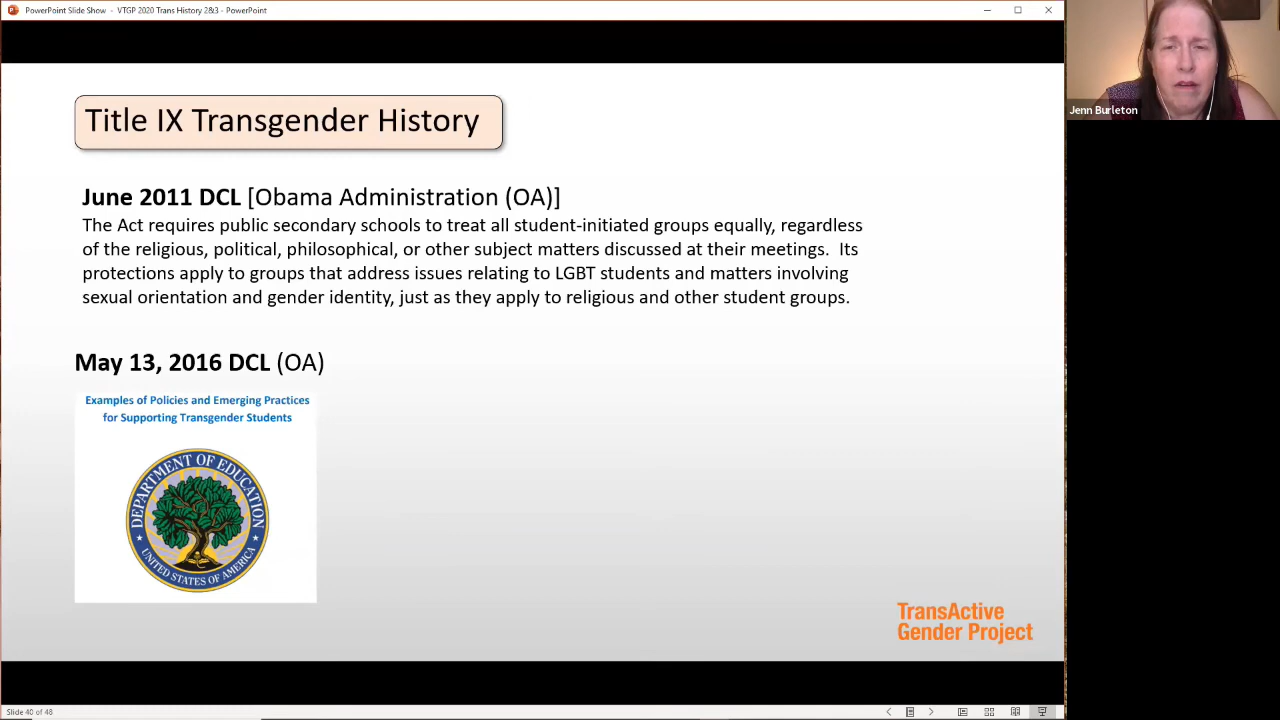 PowerPoint Slide Show - VTGP 2020 Trans History 2&3 - PowerPoint
Jenn Burleton
Title IX Transgender History
June 2011 DCL [Obama Administration (OA)]
The Act requires public secondary schools to treat all student-initiated groups equally, regardless
of the religious, political, philosophical, or other subject matters discussed at their meetings. Its
protections apply to groups that address issues relating to LGBT students and matters involving
sexual orientation and gender identity, just as they apply to religious and other student groups.
May 13, 2016 DCL (OA)
Examples of Policies and Emerging Practices
for Supporting Transgender Students
DEPARTMENT OF EDUCATION
UNITED STATES OF AMERICA
TransActive
Gender Project
Slide 40 of 48